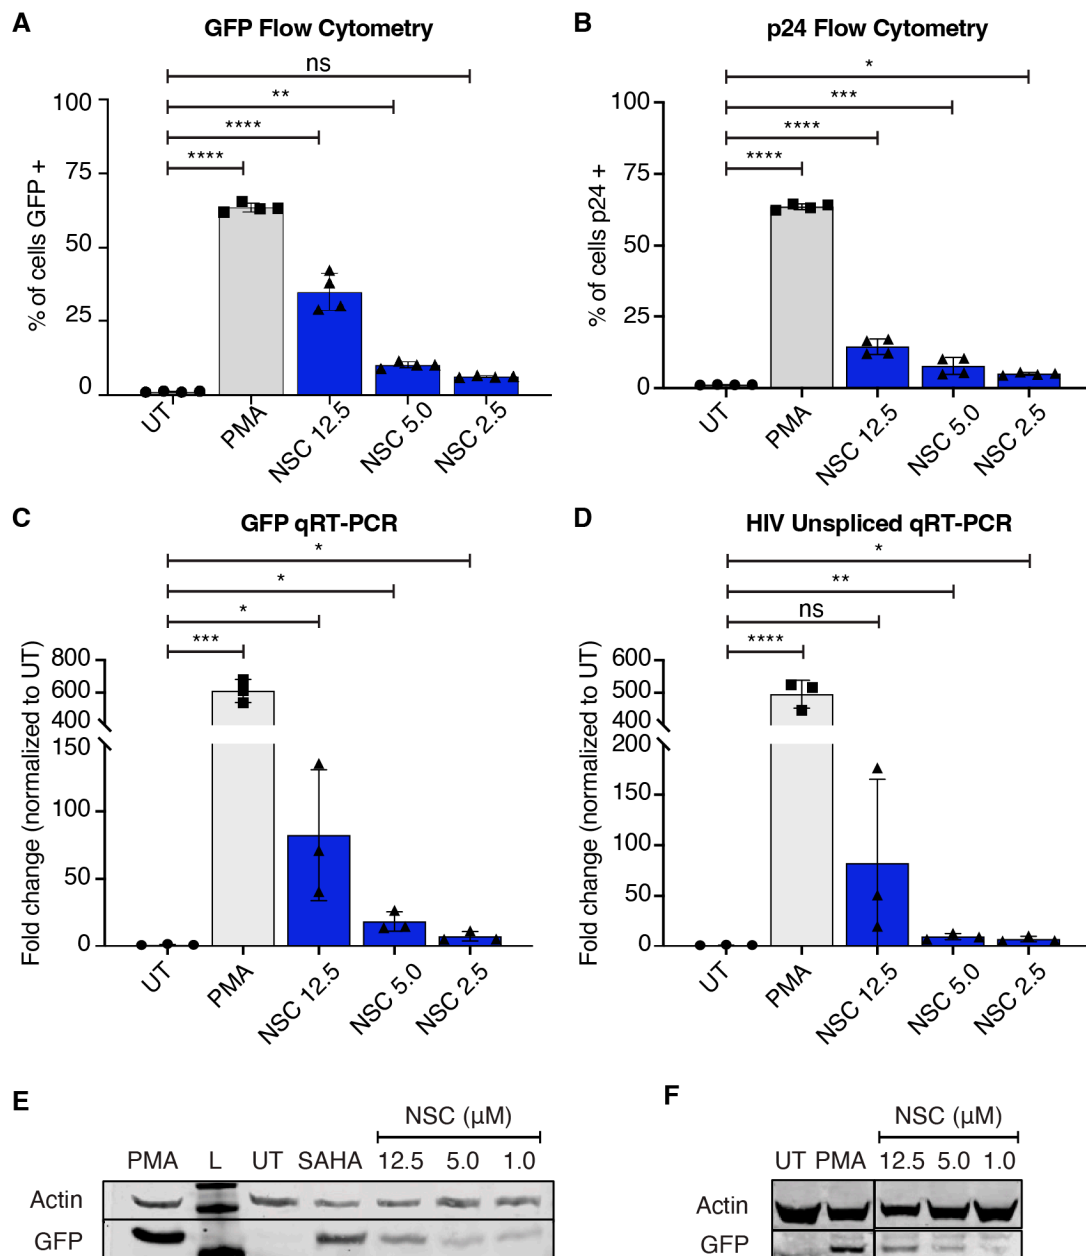 A
GFP Flow Cytometry
ns
**
****
****
% of cells GFP +
100
75
50
25
0
UT
PMA
NSC 12.5
NSC 5.0
NSC 2.5
B
p24 Flow Cytometry
*
***
****
****
% of cells p24 +
100
75
50
25
0
UT
PMA
NSC 12.5
NSC 5.0
NSC 2.5
C
GFP qRT-PCR
*
*
*
***
Fold change (normalized to UT)
800
600
400
150
100
50
0
UT
PMA
NSC 12.5
NSC 5.0
NSC 2.5
D
HIV Unspliced qRT-PCR
*
**
ns
****
Fold change (normalized to UT)
600
500
400
200
150
100
50
0
UT
PMA
NSC 12.5
NSC 5.0
NSC 2.5
E
NSC (µM)
PMA L UT SAHA 12.5 5.0 1.0
Actin
GFP
F
NSC (µM)
UT PMA 12.5 5.0 1.0
Actin
GFP